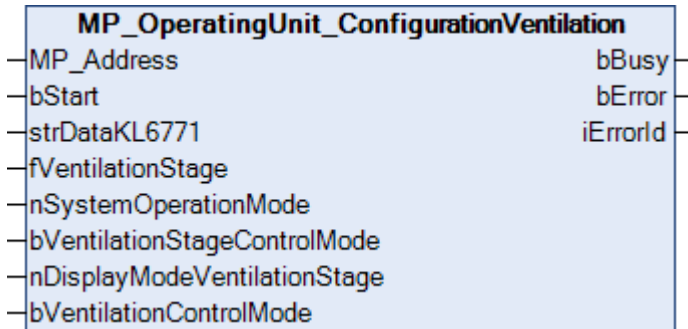 MP_OperatingUnit_ConfigurationVentilation
MP_Address bBusy
bStart bError
strDataKL6771 iErrorId
fVentilationStage
nSystemOperationMode
bVentilationStageControlMode
nDisplayModeVentilationStage
bVentilationControlMode